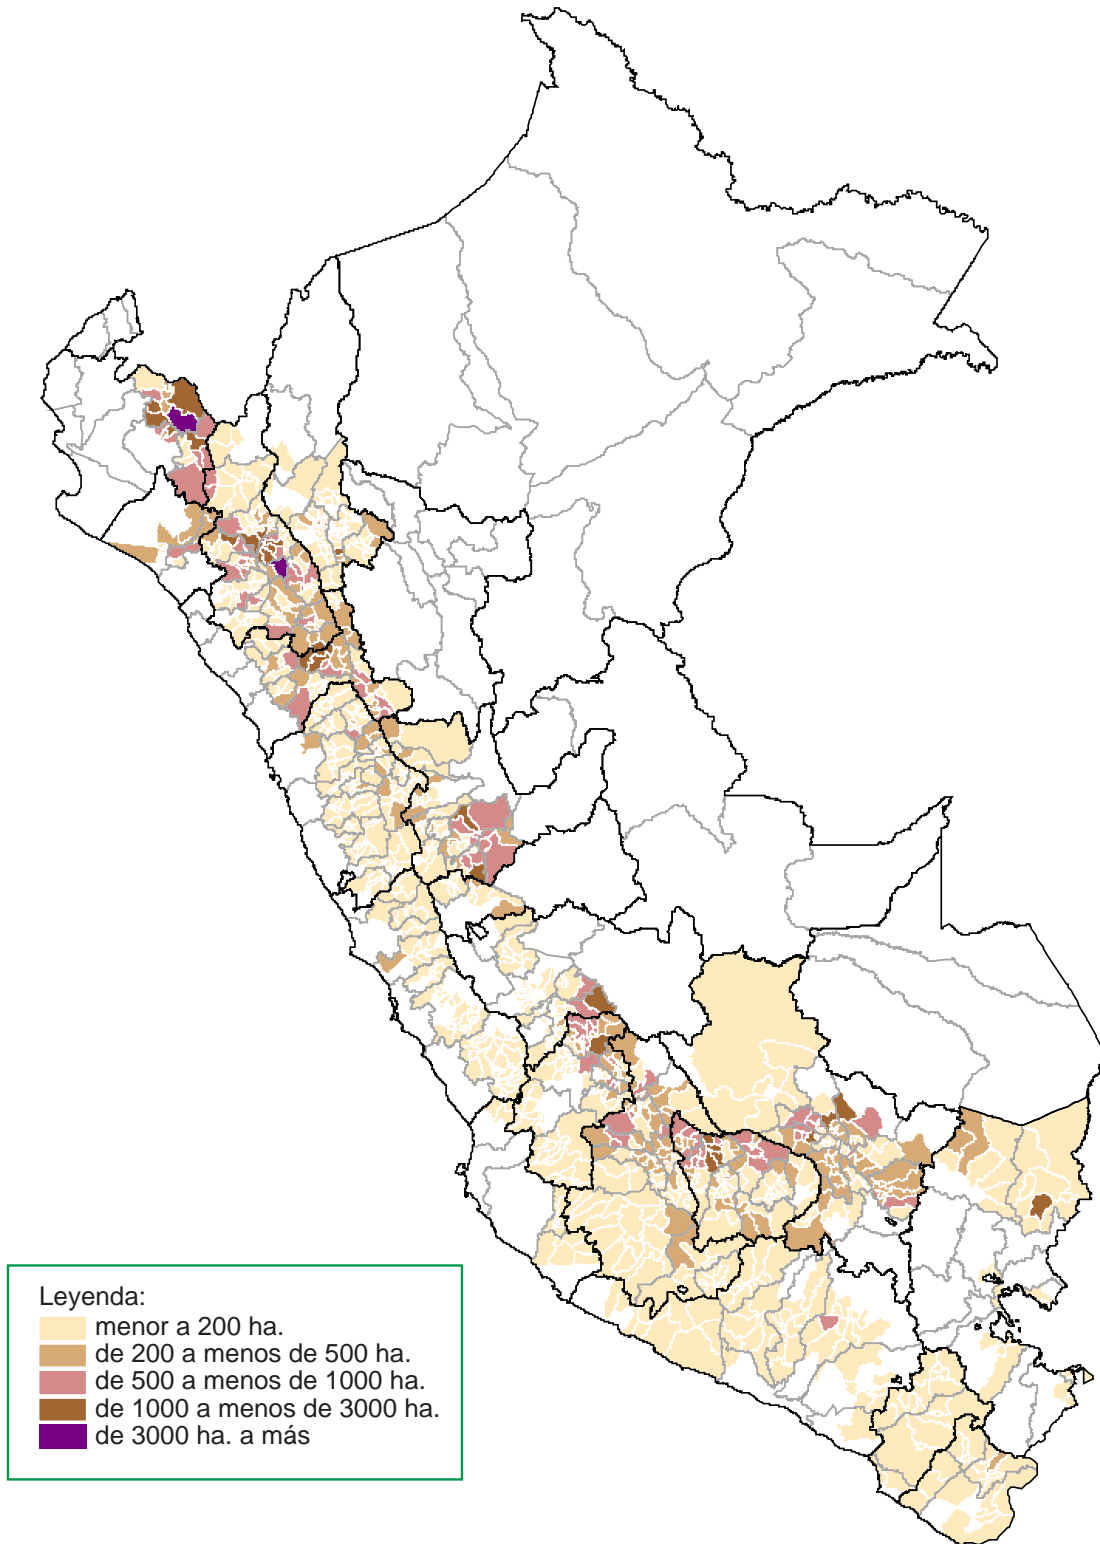 Leyenda:
menor a 200 ha.
de 200 a menos de 500 ha.
de 500 a menos de 1000 ha.
de 1000 a menos de 3000 ha.
de 3000 ha. a más